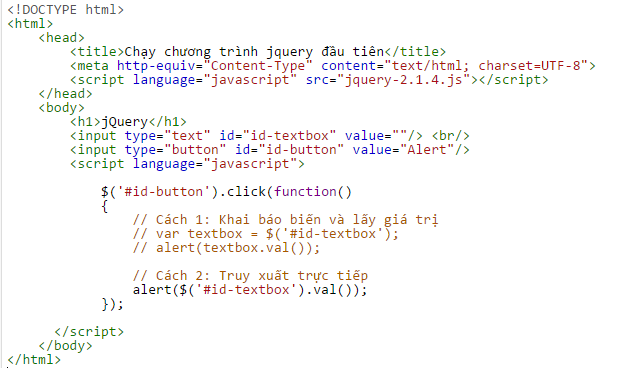 <!DOCTYPE html>
<html>
    <head>
        <title>Chạy chương trình jquery đầu tiên</title>
        <meta http-equiv="Content-Type" content="text/html; charset=UTF-8">
        <script language="javascript" src="jquery-2.1.4.js"></script>
    </head>
    <body>
        <h1>jQuery</h1>
        <input type="text" id="id-textbox" value=""/> <br/>
        <input type="button" id="id-button" value="Alert"/>
        <script language="javascript">
            $('#id-button').click(function()
            {
                // Cách 1: Khai báo biến và lấy giá trị
                // var textbox = $('#id-textbox');
                // alert(textbox.val());
                // Cách 2: Truy xuất trực tiếp
                alert($('#id-textbox').val());
            });
      </script>
    </body>
</html>